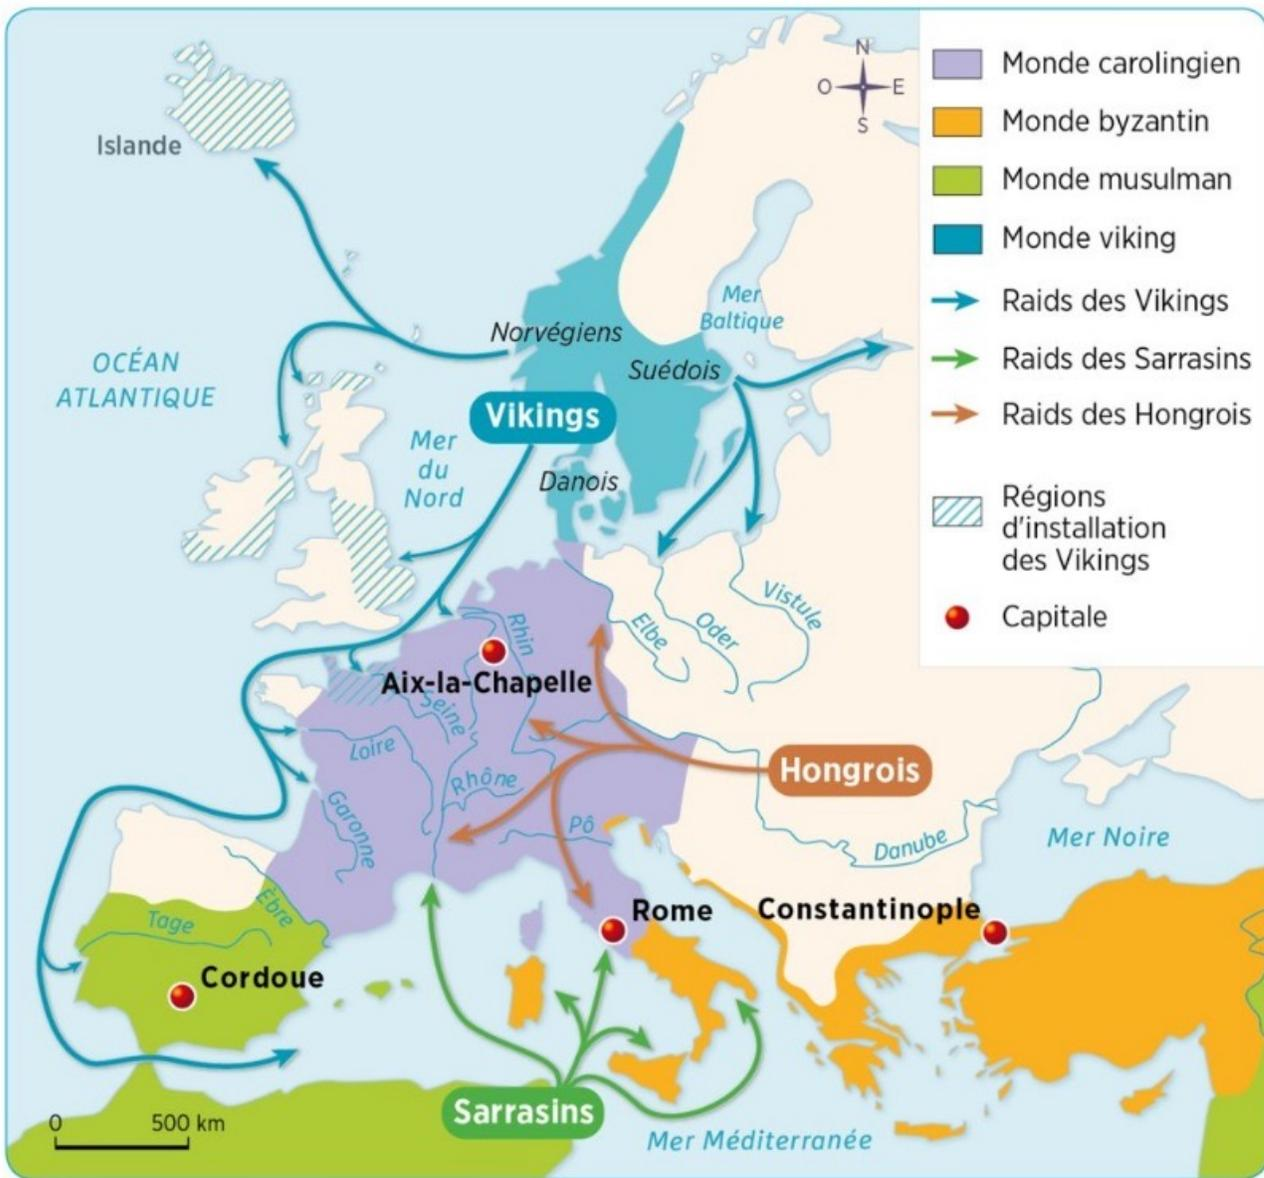 Islande
OCÉAN
ATLANTIQUE
Norvégiens
Suédois
Mer
Baltique
Vikings
Mer
du
Nord
Danois
Rhin
Elbe
Oder
Vistule
Aix-la-Chapelle
Seine
Loire
Rhône
Garonne
Pô
Hongrois
Danube
Mer Noire
Èbre
Tage
Rome
Constantinople
Cordoue
Sarrasins
Mer Méditerranée
0 500 km
N
O E
S
Monde carolingien
Monde byzantin
Monde musulman
Monde viking
Raids des Vikings
Raids des Sarrasins
Raids des Hongrois
Régions
d'installation
des Vikings
Capitale